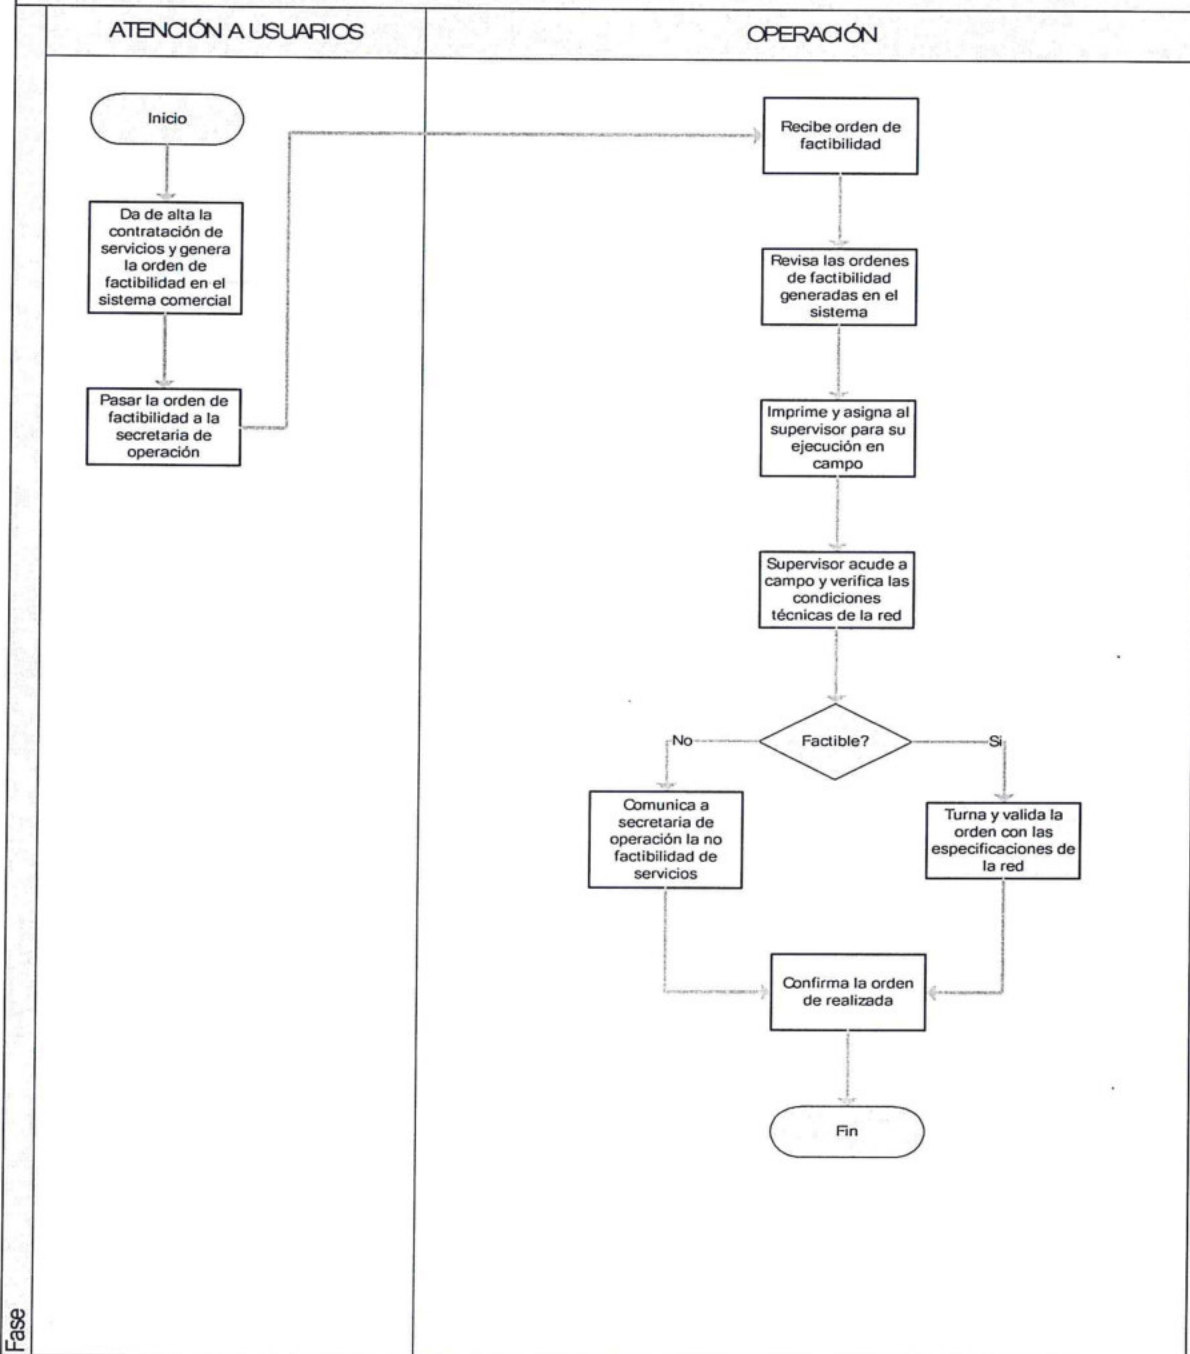 ATENCIÓN A USUARIOS
OPERACIÓN
Inicio
Da de alta la
contratación de
servicios y genera
la orden de
factibilidad en el
sistema comercial
Pasar la orden de
factibilidad a la
secretaria de
operación
Recibe orden de
factibilidad
Revisa las ordenes
de factibilidad
generadas en el
sistema
Imprime y asigna al
supervisor para su
ejecución en
campo
Supervisor acude a
campo y verifica las
condiciones
técnicas de la red
Factible?
No
Si
Comunica a
secretaria de
operación la no
factibilidad de
servicios
Turna y valida la
orden con las
especificaciones de
la red
Confirma la orden
de realizada
Fin
Fase